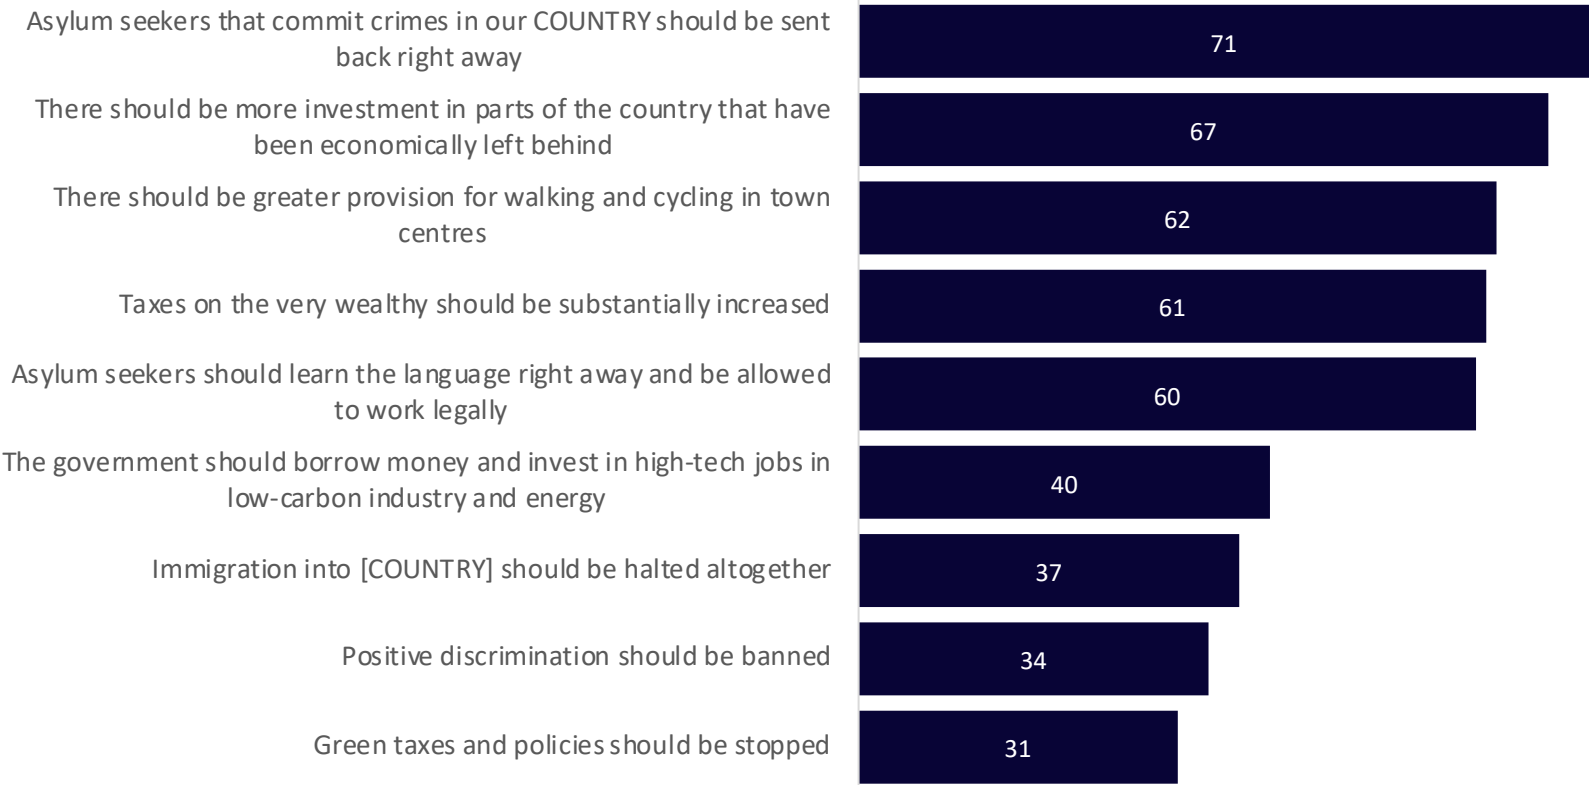 Asylum seekers that commit crimes in our COUNTRY should be sent
back right away
71
There should be more investment in parts of the country that have
been economically left behind
67
There should be greater provision for walking and cycling in town
centres
62
Taxes on the very wealthy should be substantially increased
61
Asylum seekers should learn the language right away and be allowed
to work legally
60
The government should borrow money and invest in high-tech jobs in
low-carbon industry and energy
40
Immigration into [COUNTRY] should be halted altogether
37
Positive discrimination should be banned
34
Green taxes and policies should be stopped
31